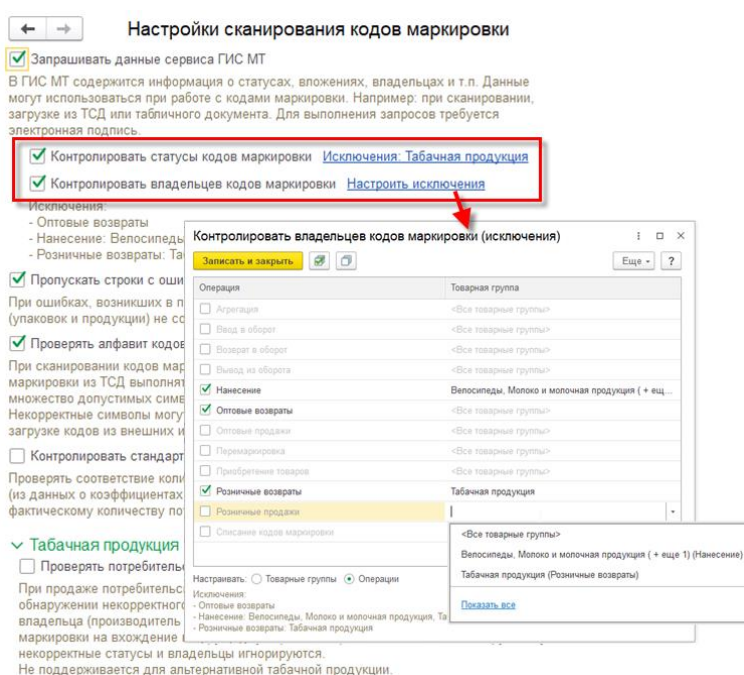 Настройки сканирования кодов маркировки
Запрашивать данные сервиса ГИС МТ
В ГИС МТ содержится информация о статусах, вложениях, владельцах и т.п. Данные
могут использоваться при работе с кодами маркировки. Например: при сканировании,
загрузке из ТСД или табличного документа. Для выполнения запросов требуется
электронная подпись.
Контролировать статусы кодов маркировки Исключения: Табачная продукция
Контролировать владельцев кодов маркировки Настроить исключения
Исключения:
- Оптовые возвраты
- Нанесение: Велосипеды
- Розничные возвраты: Та
Пропускать строки с оши
При ошибках, возникших в п
(упаковок и продукции) не со
Проверять алфавит кодов
При сканировании кодов мар
маркировки из ТСД выполнят
множество допустимых симв
Некорректные символы могу
загрузке кодов из внешних и
Контролировать стандарт
Проверять соответствие коли
(из данных о коэффициентах
фактическому количеству по
Табачная продукция
Проверять потребитель
При продаже потребительс
обнаружении некорректного
владельца (производитель
маркировки на вхождение
некорректные статусы и владельцы игнорируются.
Не поддерживается для альтернативной табачной продукции.
Контролировать владельцев кодов маркировки (исключения)
Записать и закрыть Еще ?
Операция Товарная группа
Агрегация <Все товарные группы>
Ввод в оборот <Все товарные группы>
Возврат в оборот <Все товарные группы>
Вывод из оборота <Все товарные группы>
Нанесение Велосипеды, Молоко и молочная продукция ( + ещ...
Оптовые возвраты <Все товарные группы>
Оптовые продажи <Все товарные группы>
Перемаркировка <Все товарные группы>
Приобретение товаров <Все товарные группы>
Розничные возвраты Табачная продукция
Розничные продажи
Списание кодов маркировки
<Все товарные группы>
Велосипеды, Молоко и молочная продукция ( + еще 1) (Нанесение)
Табачная продукция (Розничные возвраты)
Показать все
Настраивать: Товарные группы Операции
Исключения:
- Оптовые возвраты
- Нанесение: Велосипеды, Молоко и молочная продукция, Та
- Розничные возвраты: Табачная продукция